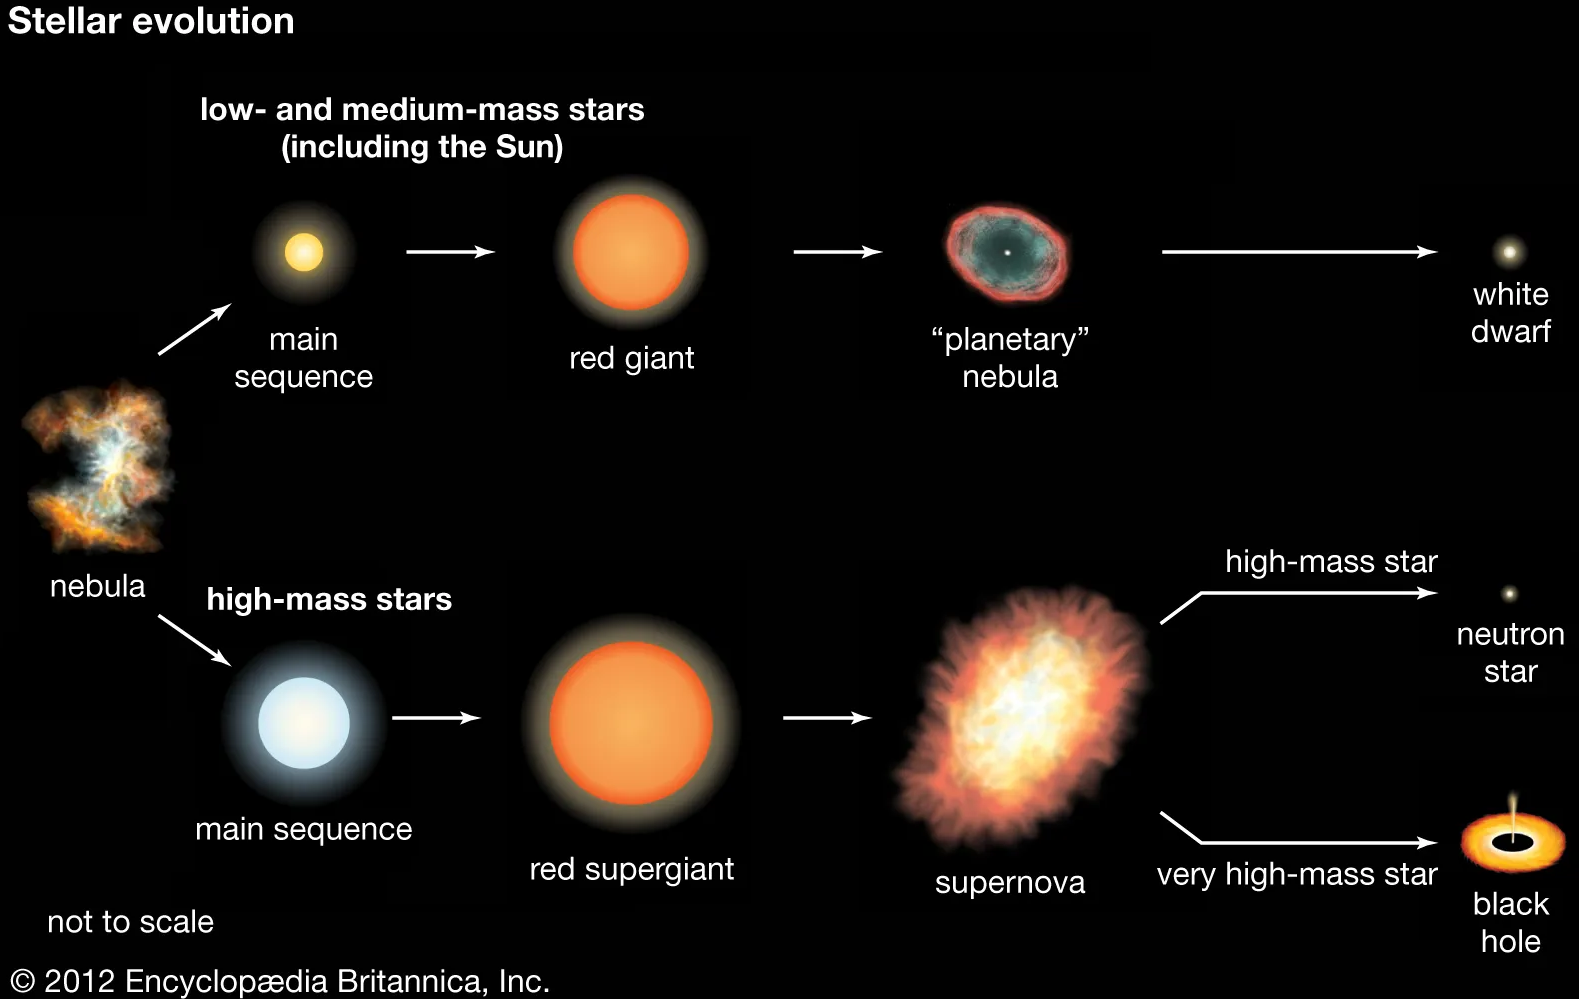 Stellar evolution
low- and medium-mass stars
(including the Sun)
main
sequence
red giant
“planetary”
nebula
white
dwarf
nebula
high-mass stars
main sequence
red supergiant
supernova
high-mass star
neutron
star
very high-mass star
black
hole
not to scale
© 2012 Encyclopædia Britannica, Inc.